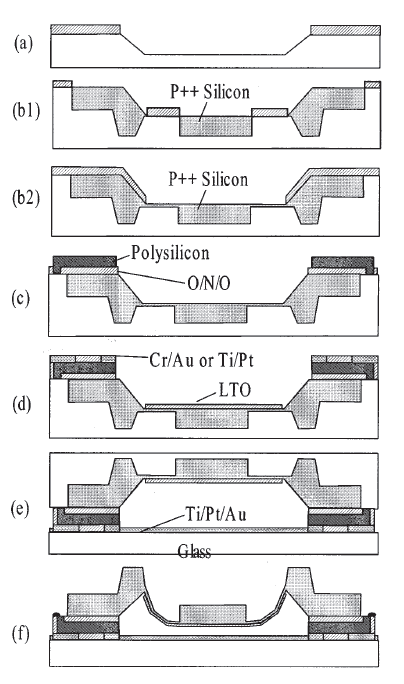 (a)
P++ Silicon
(b1)
P++ Silicon
(b2)
Polysilicon
O/N/O
(c)
Cr/Au or Ti/Pt
LTO
(d)
(e)
Ti/Pt/Au
Glass
(f)